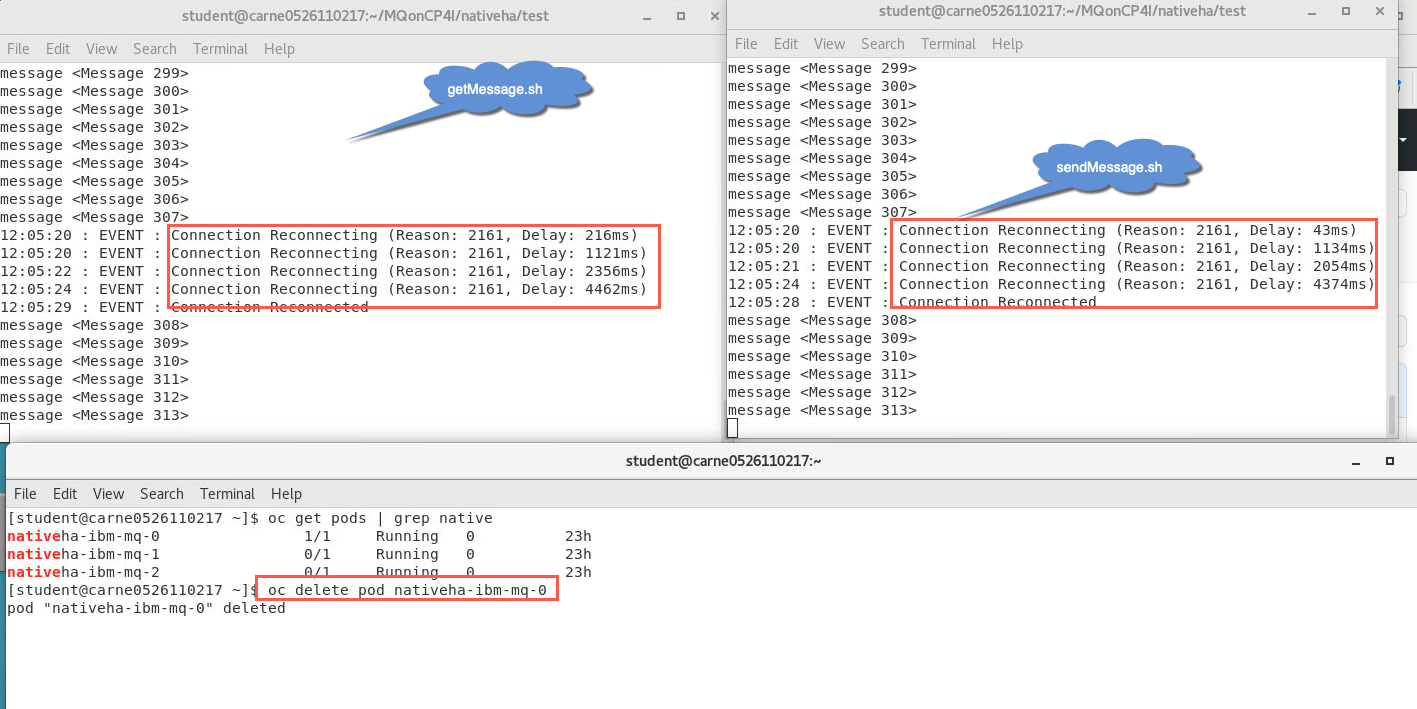 student@carne0526110217:~/MQonCP4I/nativeha/test
File Edit View Search Terminal Help
message <Message 299>
message <Message 300>
message <Message 301>
message <Message 302>
message <Message 303>
message <Message 304>
message <Message 305>
message <Message 306>
message <Message 307>
12:05:20 : EVENT : Connection Reconnecting (Reason: 2161, Delay: 216ms)
12:05:20 : EVENT : Connection Reconnecting (Reason: 2161, Delay: 1121ms)
12:05:22 : EVENT : Connection Reconnecting (Reason: 2161, Delay: 2356ms)
12:05:24 : EVENT : Connection Reconnecting (Reason: 2161, Delay: 4462ms)
12:05:29 : EVENT : Connection Reconnected
message <Message 308>
message <Message 309>
message <Message 310>
message <Message 311>
message <Message 312>
message <Message 313>
getMessage.sh
student@carne0526110217:~/MQonCP4I/nativeha/test
File Edit View Search Terminal Help
message <Message 299>
message <Message 300>
message <Message 301>
message <Message 302>
message <Message 303>
message <Message 304>
message <Message 305>
message <Message 306>
message <Message 307>
12:05:20 : EVENT : Connection Reconnecting (Reason: 2161, Delay: 43ms)
12:05:20 : EVENT : Connection Reconnecting (Reason: 2161, Delay: 1134ms)
12:05:21 : EVENT : Connection Reconnecting (Reason: 2161, Delay: 2054ms)
12:05:24 : EVENT : Connection Reconnecting (Reason: 2161, Delay: 4374ms)
12:05:28 : EVENT : Connection Reconnected
message <Message 308>
message <Message 309>
message <Message 310>
message <Message 311>
message <Message 312>
message <Message 313>
sendMessage.sh
student@carne0526110217:~
File Edit View Search Terminal Help
[student@carne0526110217 ~]$ oc get pods | grep native
nativeha-ibm-mq-0 1/1 Running 0 23h
nativeha-ibm-mq-1 0/1 Running 0 23h
nativeha-ibm-mq-2 0/1 Running 0 23h
[student@carne0526110217 ~]$ oc delete pod nativeha-ibm-mq-0
pod "nativeha-ibm-mq-0" deleted